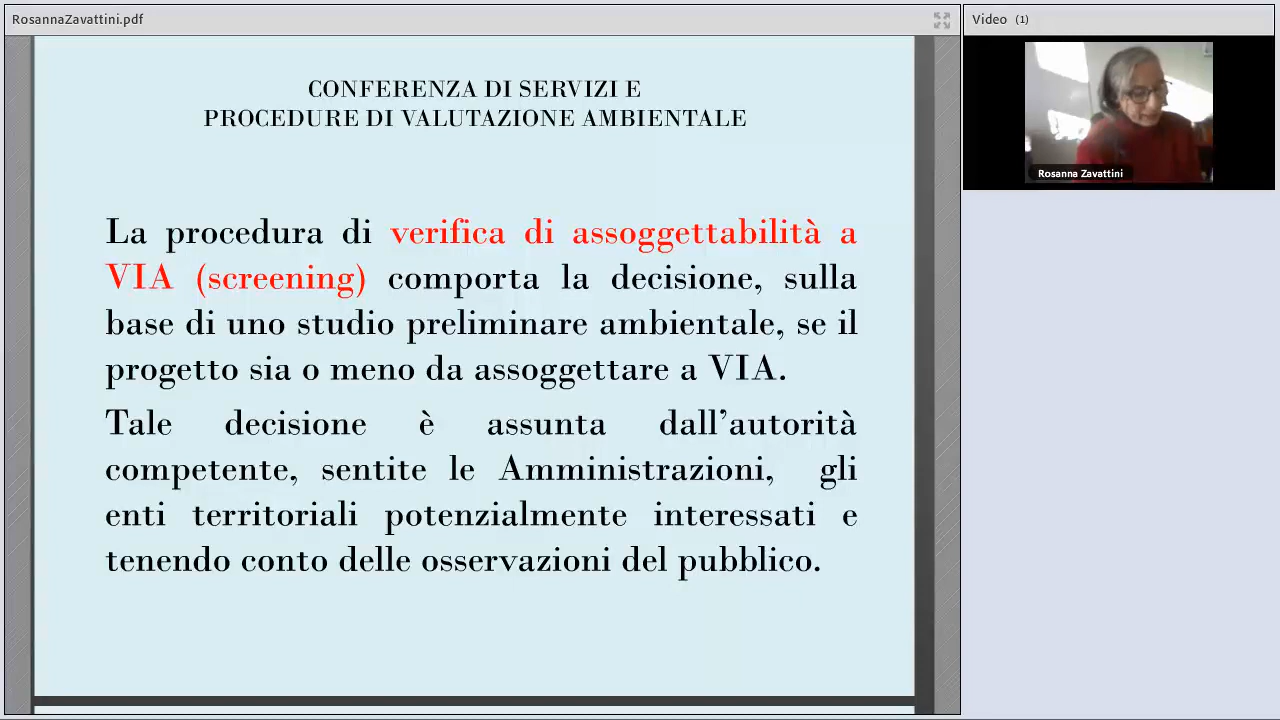 RosannaZavattini.pdf
Video (1)
CONFERENZA DI SERVIZI E
PROCEDURE DI VALUTAZIONE AMBIENTALE
La procedura di verifica di assoggettabilità a
VIA (screening) comporta la decisione, sulla
base di uno studio preliminare ambientale, se il
progetto sia o meno da assoggettare a VIA.
Tale decisione è assunta dall’autorità
competente, sentite le Amministrazioni, gli
enti territoriali potenzialmente interessati e
tenendo conto delle osservazioni del pubblico.
Rosanna Zavattini